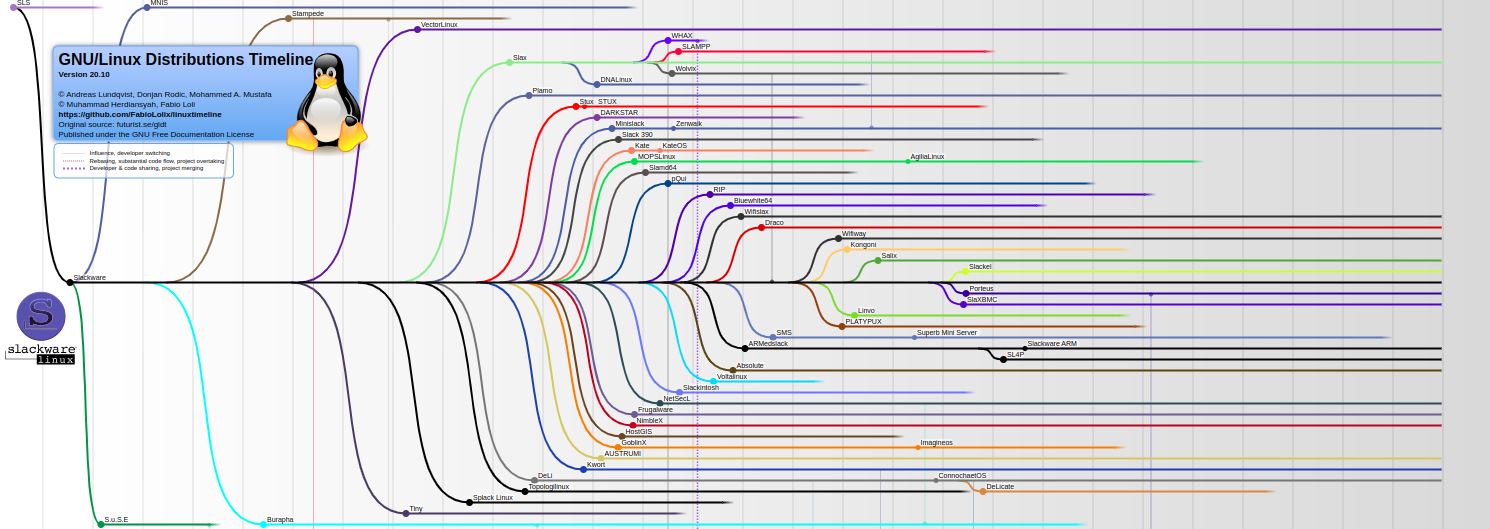 SLS
MNIS
Stampede
VectorLinux
WHAX
SLAMPP
GNU/Linux Distributions Timeline
Version 20.10
© Andreas Lundqvist, Donjan Rodic, Mohammed A. Mustafa
© Muhammad Herdiansyah, Fabio Loli
https://github.com/FabioLolix/linuxtimeline
Original source: futurist.se/gldt
Published under the GNU Free Documentation License
Influence, developer switching
Rebasing, substantial code flow, project overtaking
Developer & code sharing, project merging
Slax
Wolvix
DNALinux
Plamo
Stux STUX
DARKSTAR
Minislack Zenwalk
Slack 390
Kate KateOS
MOPSLinux AgiliaLinux
Slamd64
pQui
RIP
Bluewhite64
Wifislax
Draco
Wifiway
Kongoni
Salix
Slackel
Slackware
Porteus
SlaXBMC
Linvo
PLATYPUX
SMS Superb Mini Server
ARMedslack Slackware ARM
SL4P
Absolute
Voltalinux
Slackintosh
NetSecL
Frugalware
NimbleX
HostGIS
GoblinX Imagineos
AUSTRUMI
Kwort
DeLi ConnochaetOS
Topologilinux DeLicate
Splack Linux
Tiny
S.u.S.E Burapha
S
slackware
linux